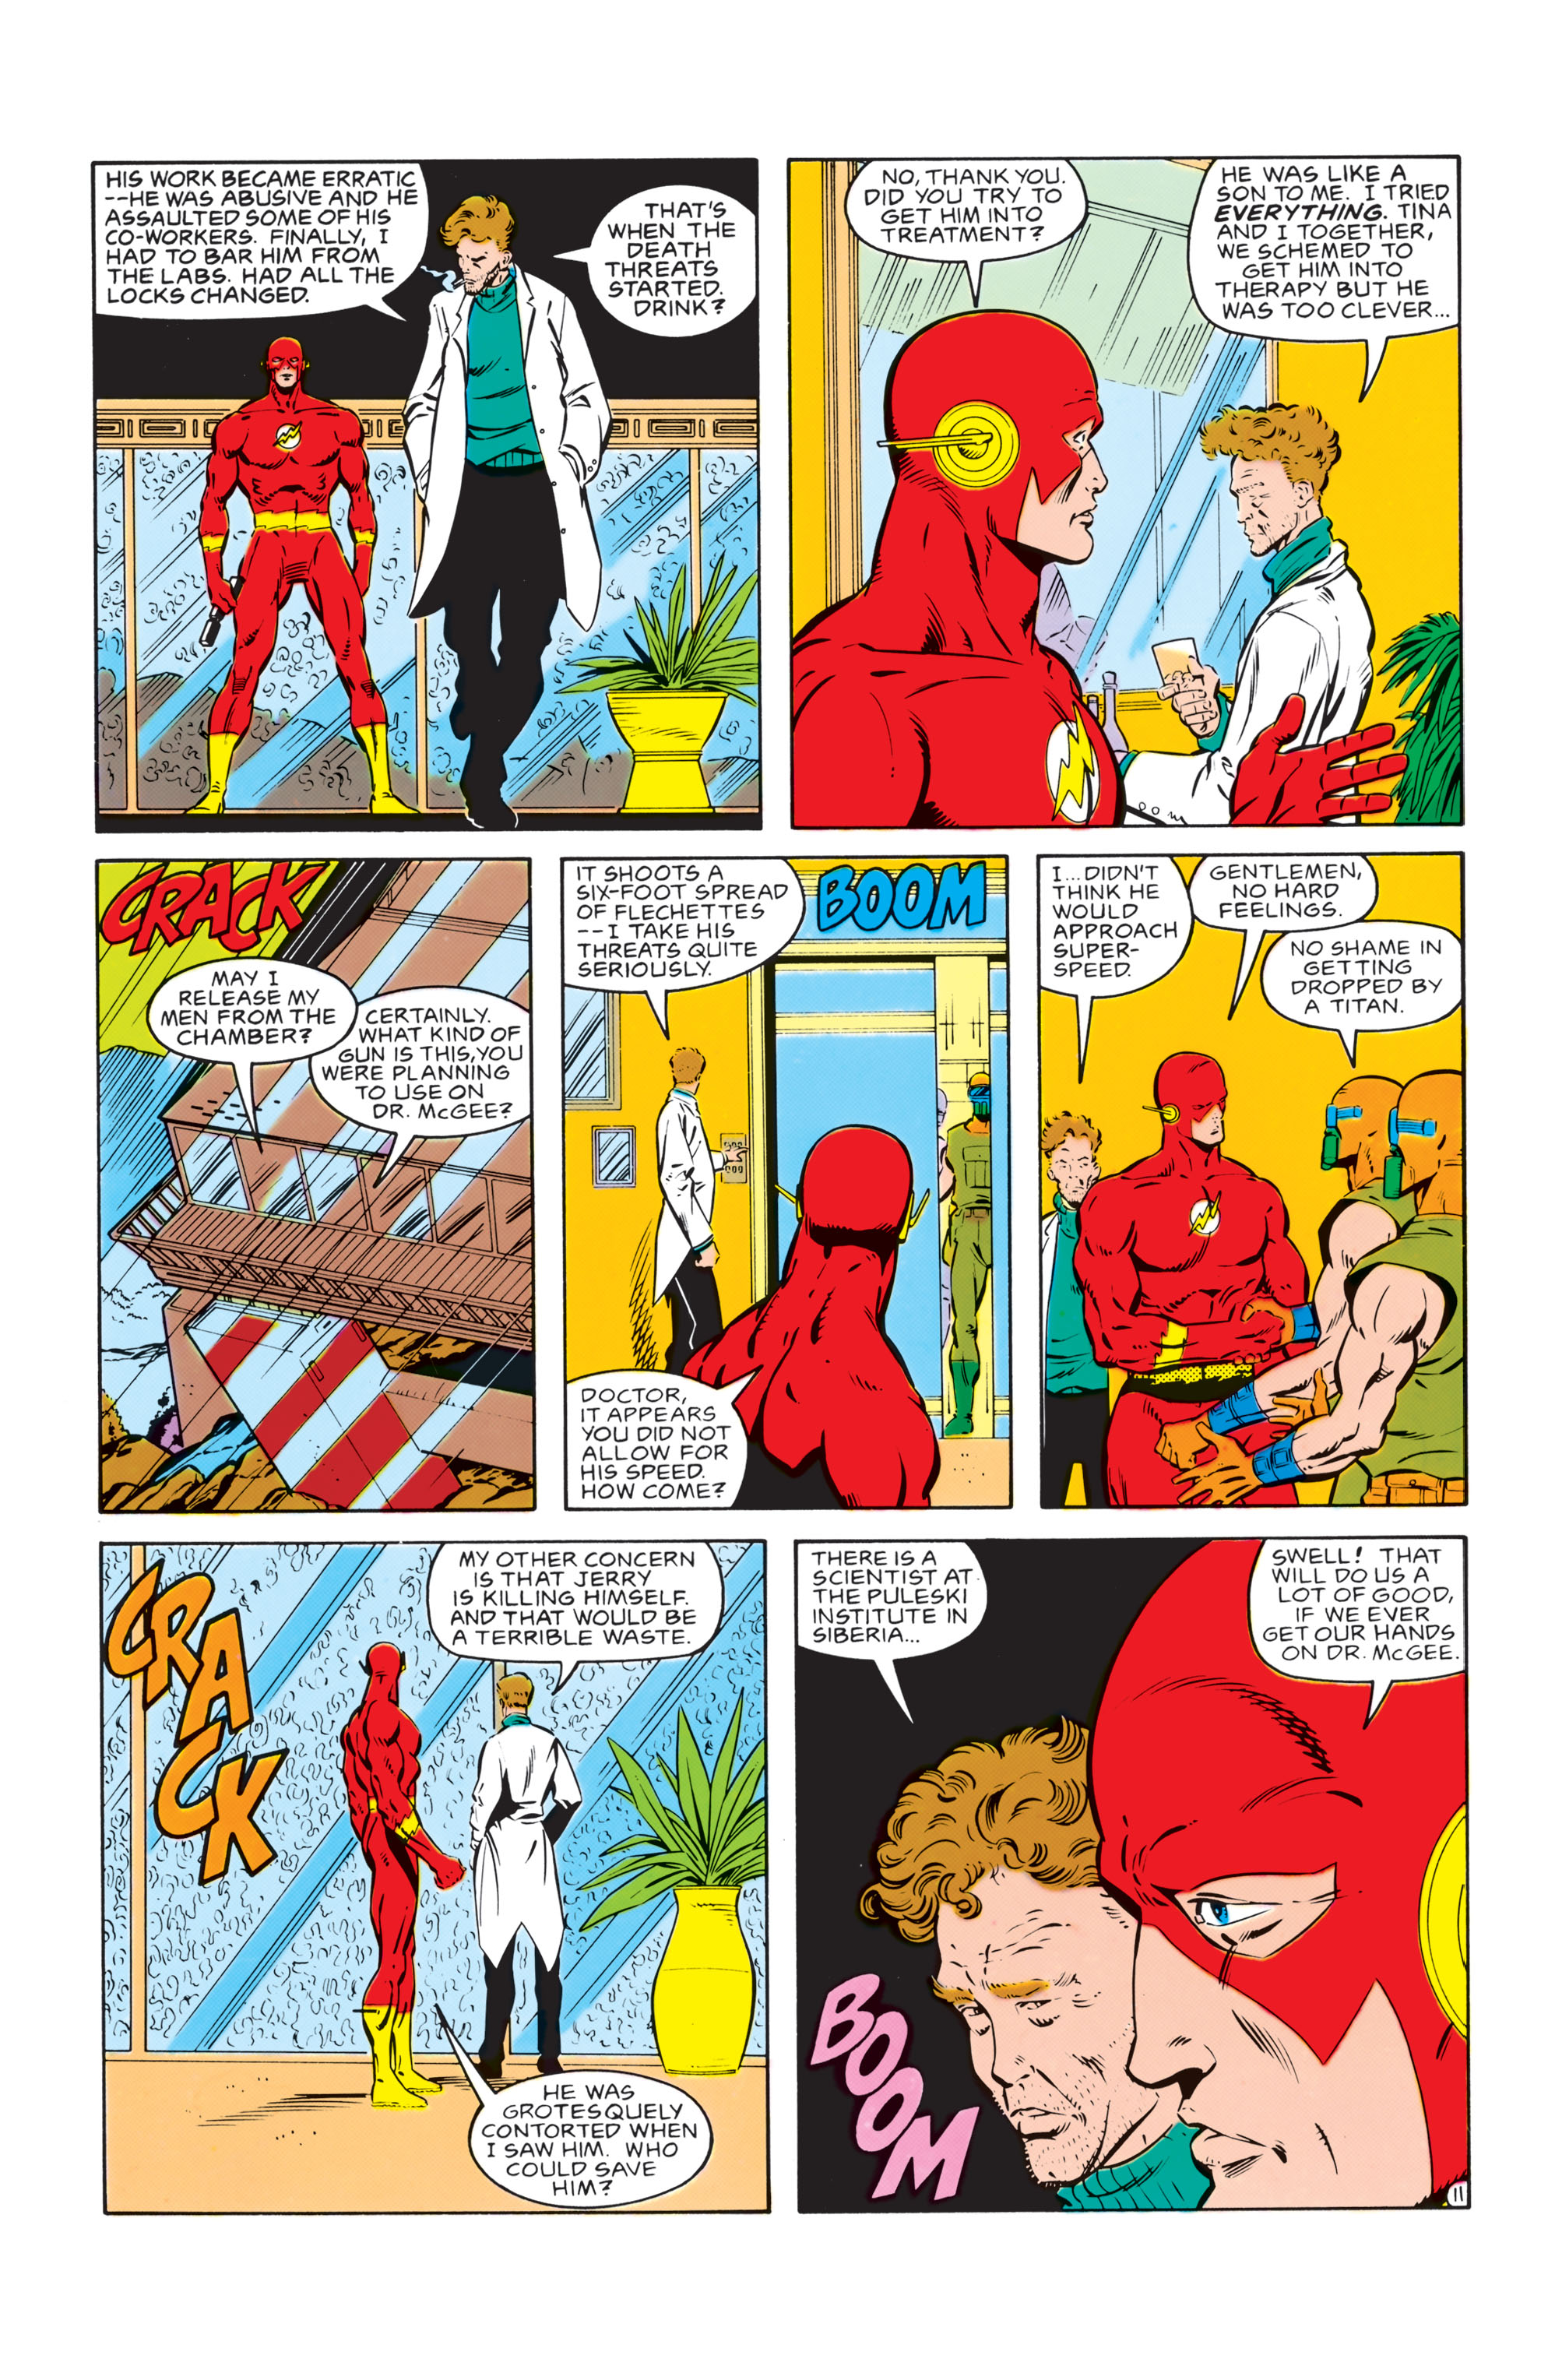 HIS WORK BECAME ERRATIC
--HE WAS ABUSIVE AND HE
ASSAULTED SOME OF HIS
CO-WORKERS. FINALLY, I
HAD TO BAR HIM FROM
THE LABS. HAD ALL THE
LOCKS CHANGED.
THAT'S
WHEN THE
DEATH
THREATS
STARTED.
DRINK?
NO, THANK YOU.
DID YOU TRY TO
GET HIM INTO
TREATMENT?
HE WAS LIKE A
SON TO ME. I TRIED
EVERYTHING. TINA
AND I TOGETHER,
WE SCHEMED TO
GET HIM INTO
THERAPY BUT HE
WAS TOO CLEVER...
CRACK
MAY I
RELEASE MY
MEN FROM THE
CHAMBER?
CERTAINLY.
WHAT KIND OF
GUN IS THIS, YOU
WERE PLANNING
TO USE ON
DR. McGEE?
IT SHOOTS A
SIX-FOOT SPREAD
OF FLECHETTES
--I TAKE HIS
THREATS QUITE
SERIOUSLY.
BOOM
DOCTOR,
IT APPEARS
YOU DID NOT
ALLOW FOR
HIS SPEED.
HOW COME?
I...DIDN'T
THINK HE
WOULD
APPROACH
SUPER-
SPEED.
GENTLEMEN,
NO HARD
FEELINGS.
NO SHAME IN
GETTING
DROPPED BY
A TITAN.
CRACK
MY OTHER CONCERN
IS THAT JERRY
IS KILLING HIMSELF.
AND THAT WOULD BE
A TERRIBLE WASTE.
HE WAS
GROTESQUELY
CONTORTED WHEN
I SAW HIM. WHO
COULD SAVE
HIM?
THERE IS A
SCIENTIST AT
THE PULESKI
INSTITUTE IN
SIBERIA...
SWELL! THAT
WILL DO US A
LOT OF GOOD,
IF WE EVER
GET OUR HANDS
ON DR. McGEE.
BOOM
11